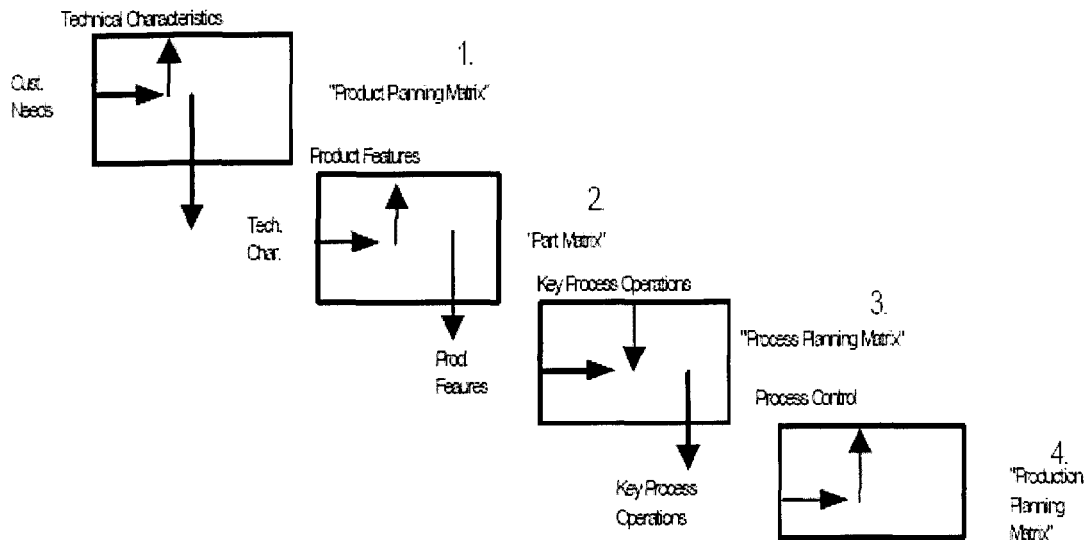 Technical Characteristics
1.
Cust.
Needs
"Product Planning Matrix"
Product Features
2.
Tech.
Char.
"Part Matrix"
Key Process Operations
3.
"Process Planning Matrix"
Prod.
Feaures
Process Control
4.
"Production
Planning
Matrix"
Key Process
Operations